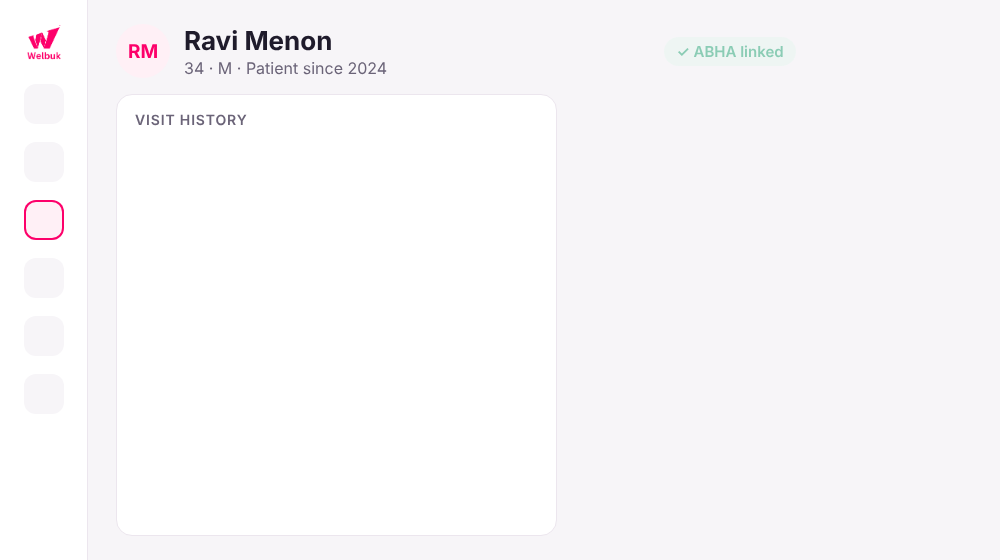 Welbuk
RM
Ravi Menon
34 · M · Patient since 2024
✓ ABHA linked
VISIT HISTORY